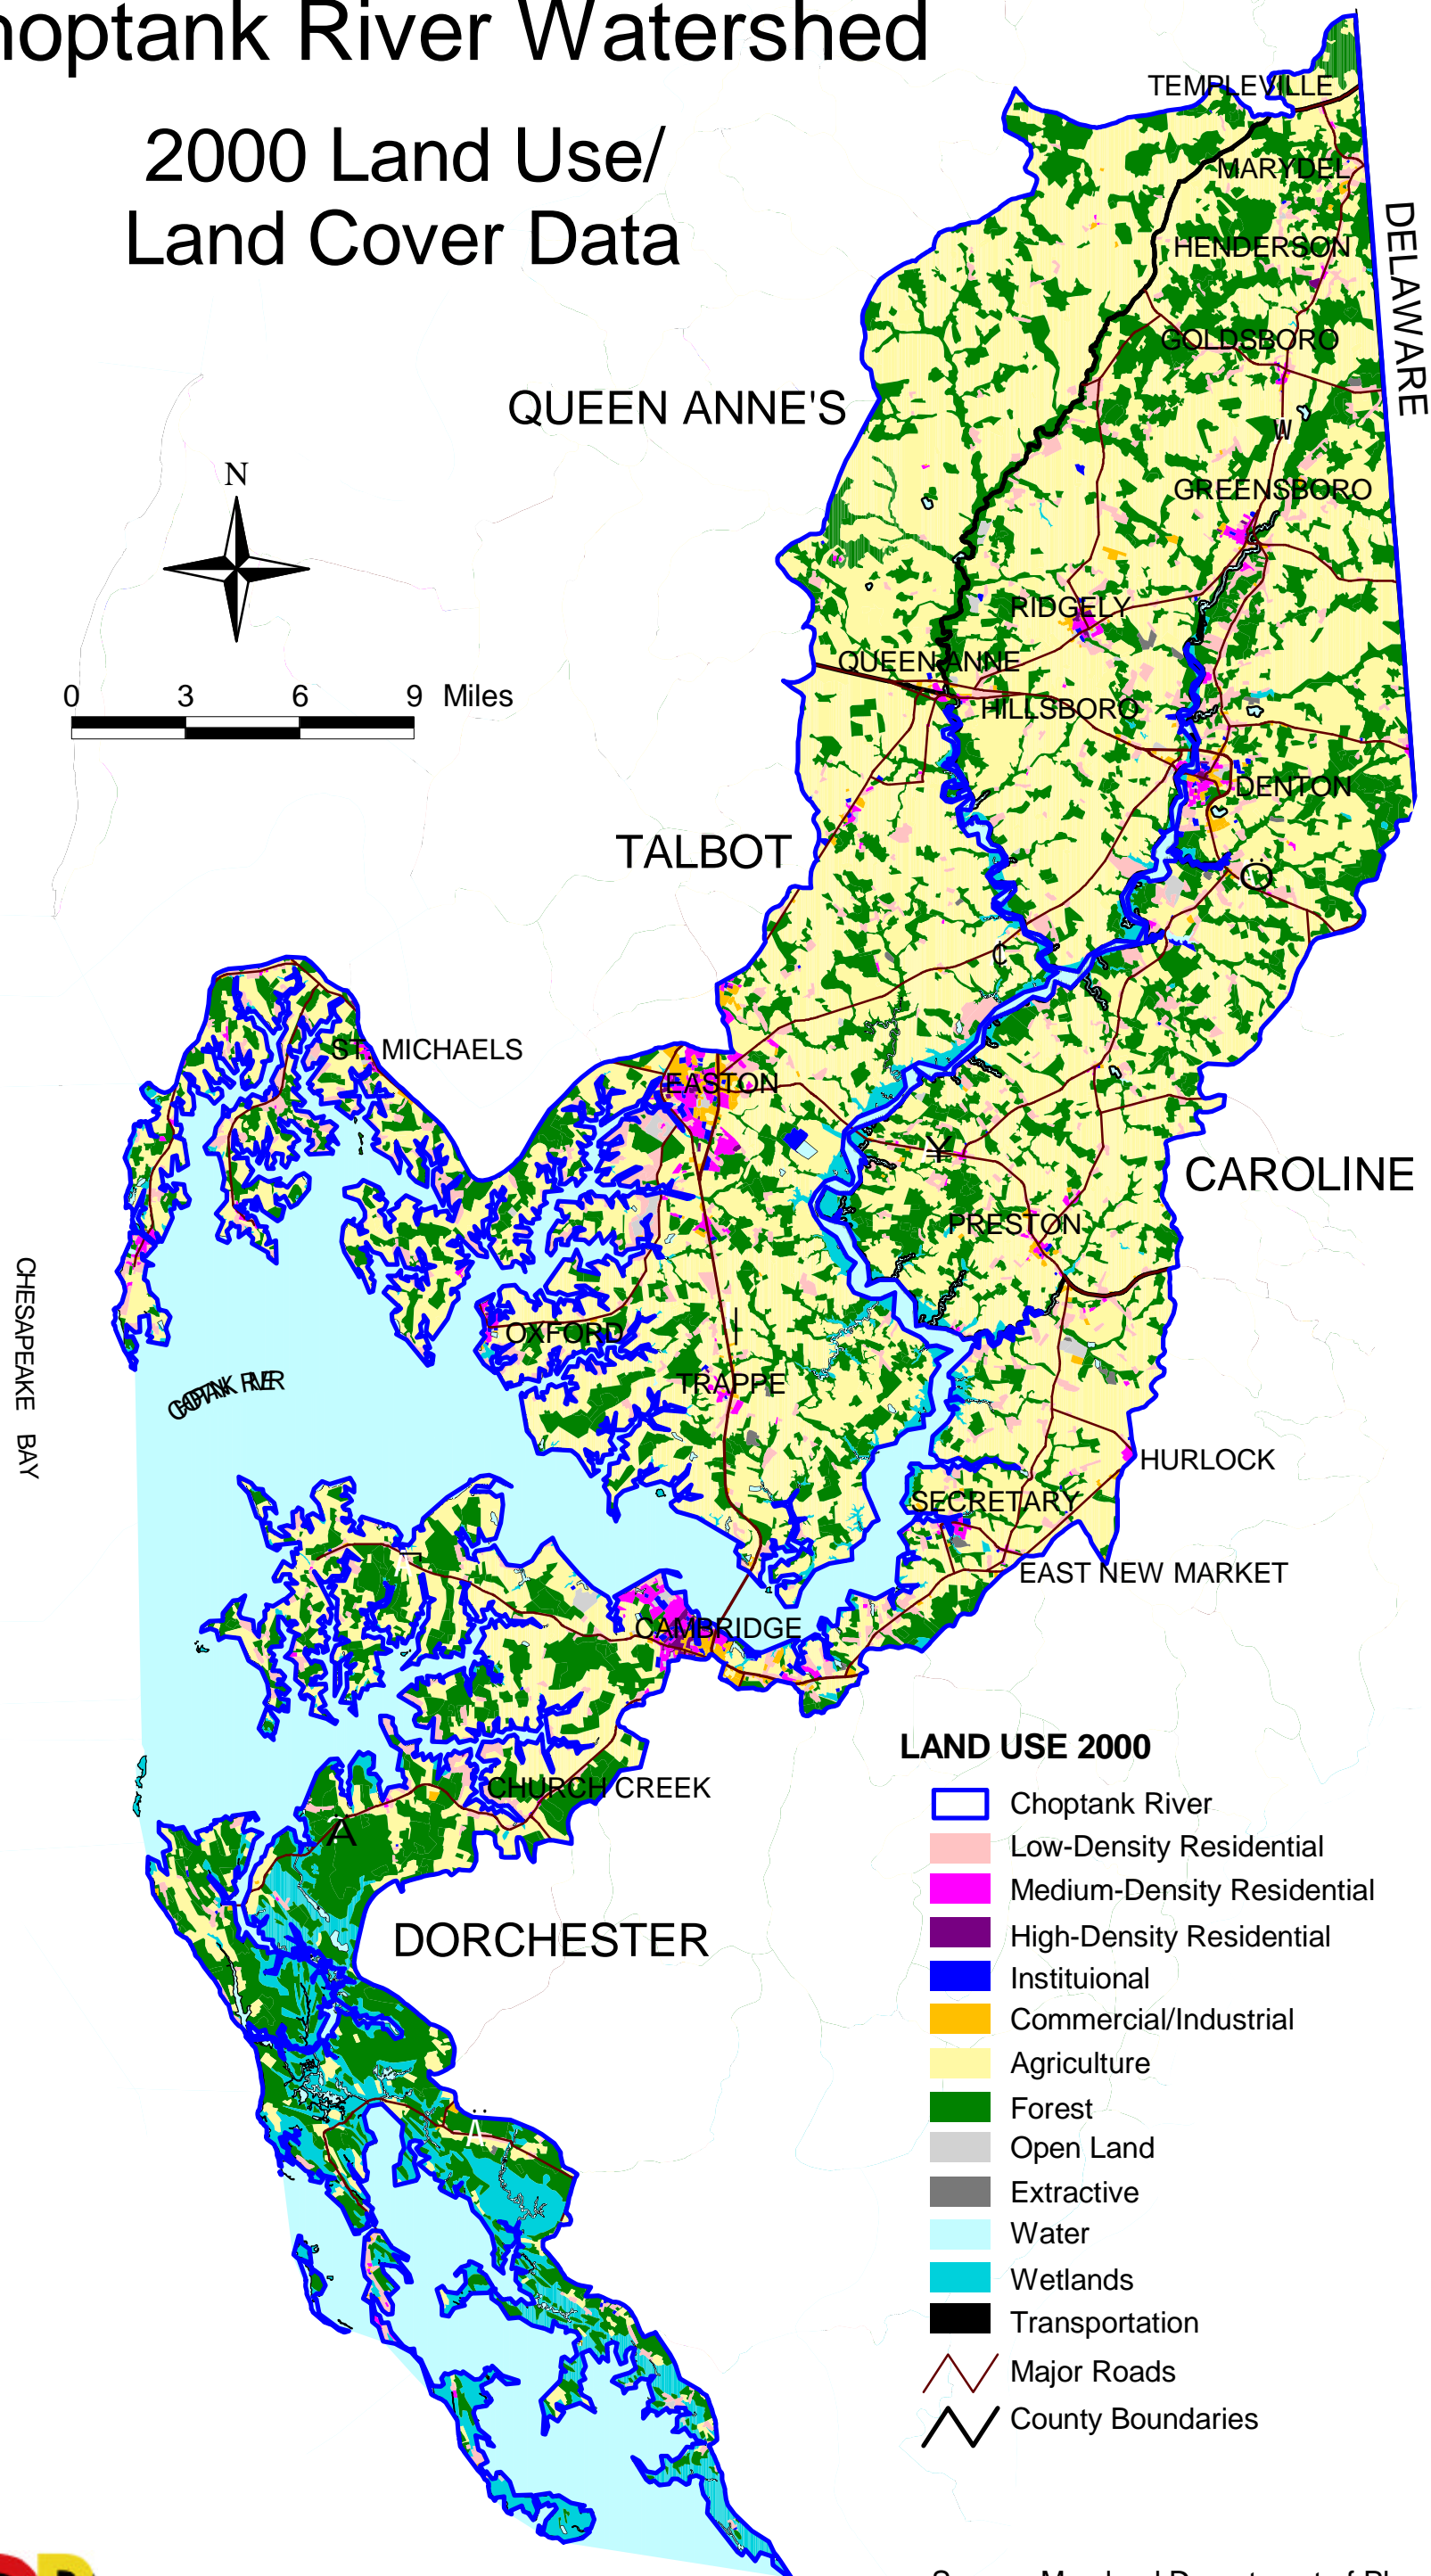 hoptank River Watershed
2000 Land Use/
Land Cover Data
TEMPLEVILLE
MARYDEL
DELAWARE
HENDERSON
GOLDSBORO
QUEEN ANNE'S
W
GREENSBORO
N
RIDGELY
QUEEN ANNE
0 3 6 9 Miles
HILLSBORO
DENTON
TALBOT
Ö
¢
ST. MICHAELS
EASTON
¥
CAROLINE
PRESTON
CHESAPEAKE BAY
OXFORD
CHOPTANK RIVER
TRAPPE
HURLOCK
SECRETARY
EAST NEW MARKET
CAMBRIDGE
CHURCH CREEK
Á
DORCHESTER
Ä
LAND USE 2000
Choptank River
Low-Density Residential
Medium-Density Residential
High-Density Residential
Instituional
Commercial/Industrial
Agriculture
Forest
Open Land
Extractive
Water
Wetlands
Transportation
Major Roads
County Boundaries